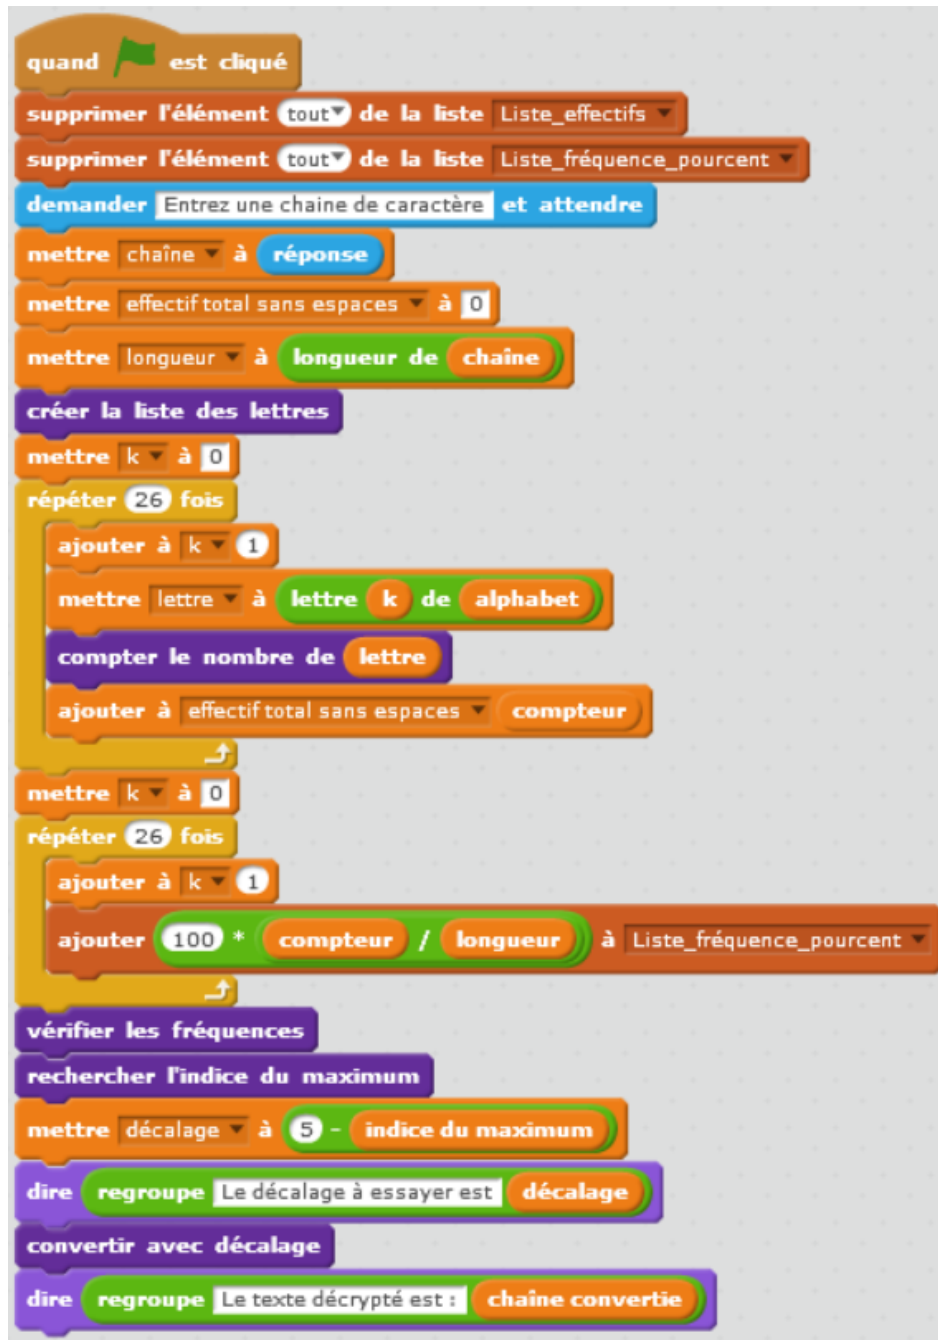 quand est cliqué
supprimer l'élément tout de la liste Liste_effectifs
supprimer l'élément tout de la liste Liste_fréquence_pourcent
demander Entrez une chaine de caractère et attendre
mettre chaîne à réponse
mettre effectif total sans espaces à 0
mettre longueur à longueur de chaîne
créer la liste des lettres
mettre k à 0
répéter 26 fois
ajouter à k 1
mettre lettre à lettre k de alphabet
compter le nombre de lettre
ajouter à effectif total sans espaces compteur
mettre k à 0
répéter 26 fois
ajouter à k 1
ajouter 100 * compteur / longueur à Liste_fréquence_pourcent
vérifier les fréquences
rechercher l'indice du maximum
mettre décalage à 5 - indice du maximum
dire regroupe Le décalage à essayer est décalage
convertir avec décalage
dire regroupe Le texte décrypté est : chaîne convertie